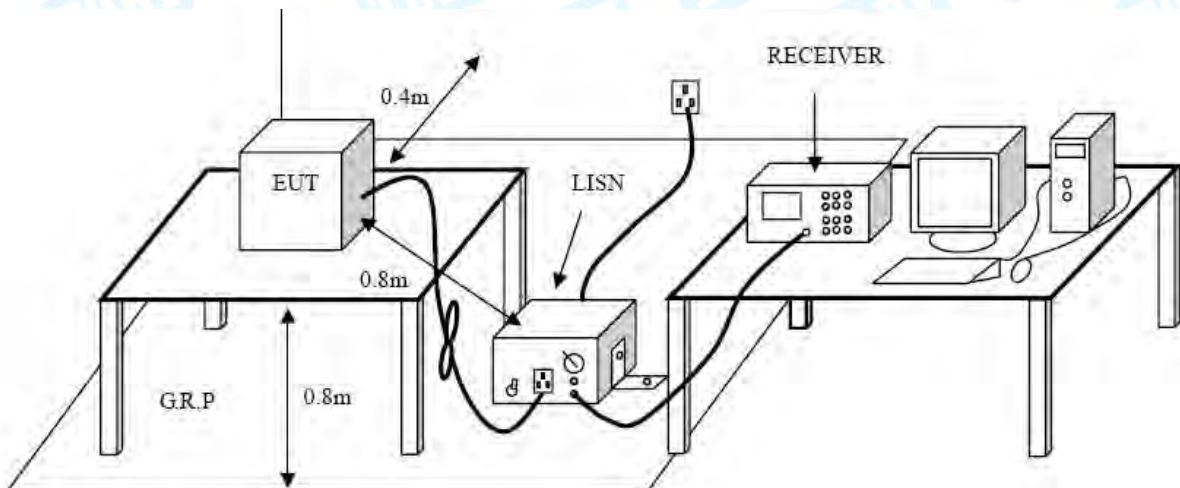 RECEIVER
0.4m
EUT
LISN
0.8m
G.R.P
0.8m